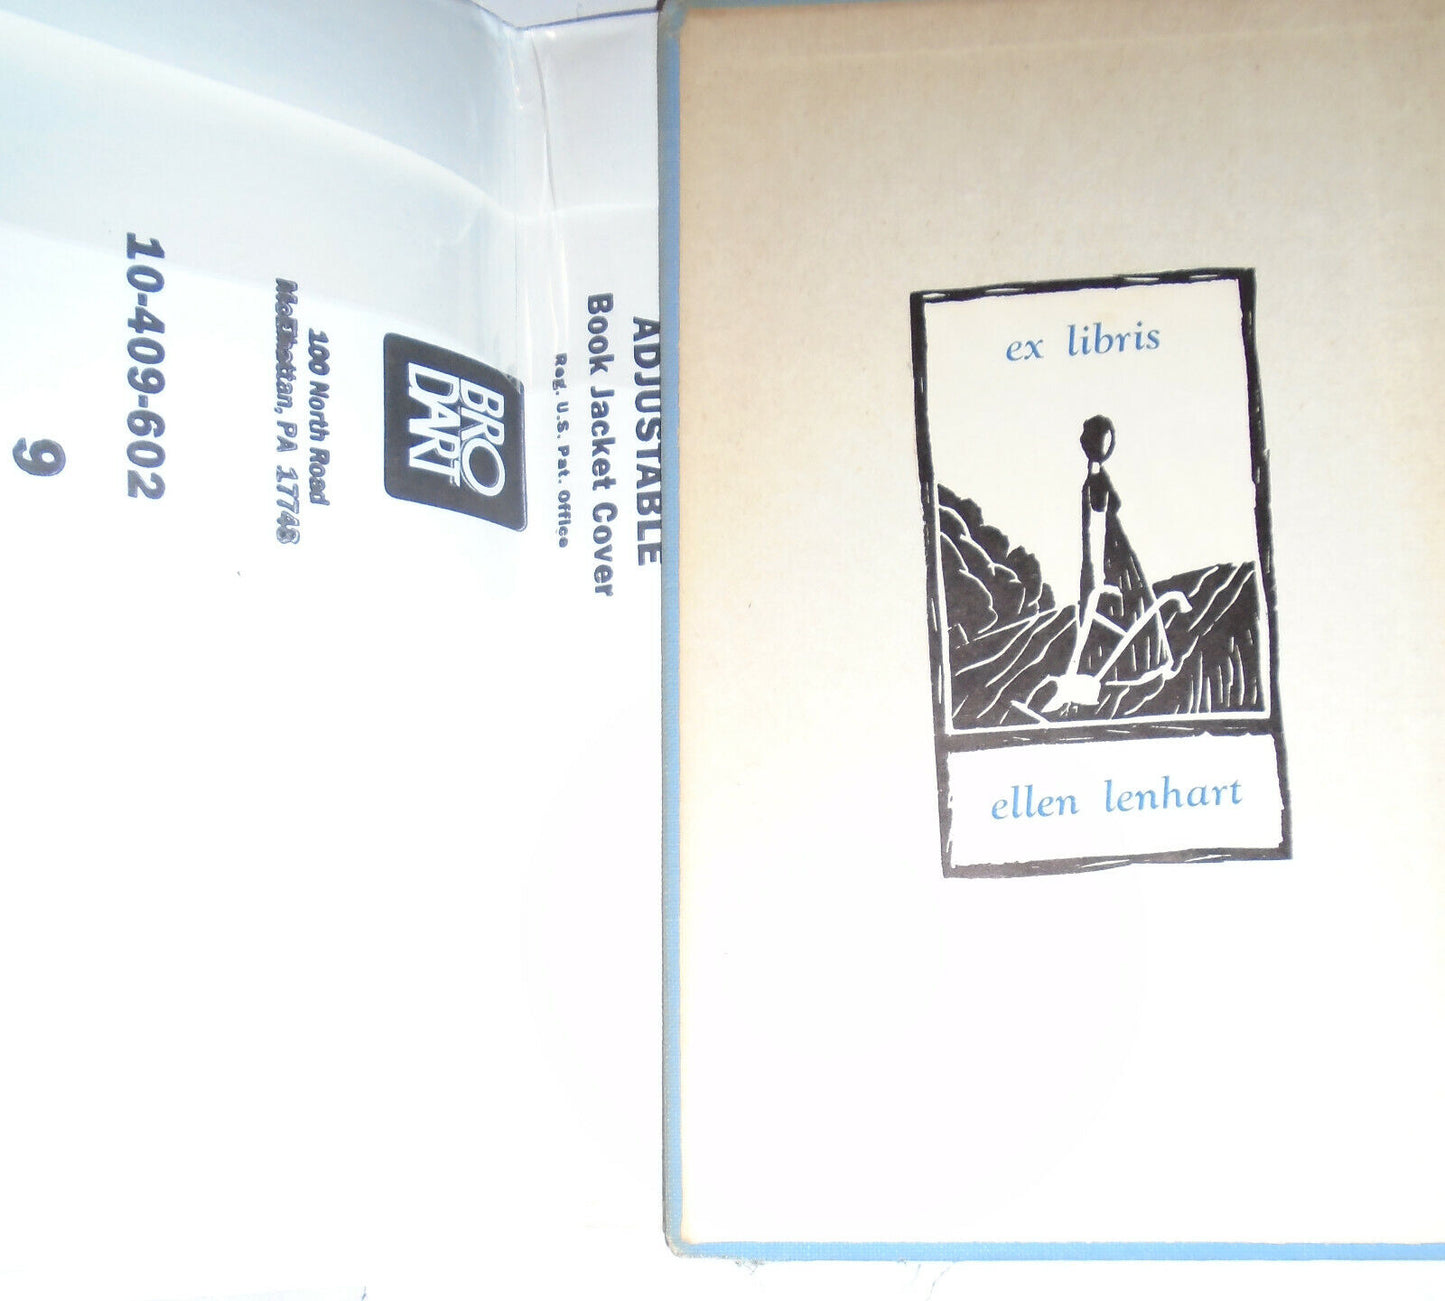 ADJUSTABLE
Book Jacket Cover
Reg. U.S. Pat. Office
BRO
DART
100 North Road
McElhattan, PA 17748
10-409-602
9
ex libris
ellen lenhart